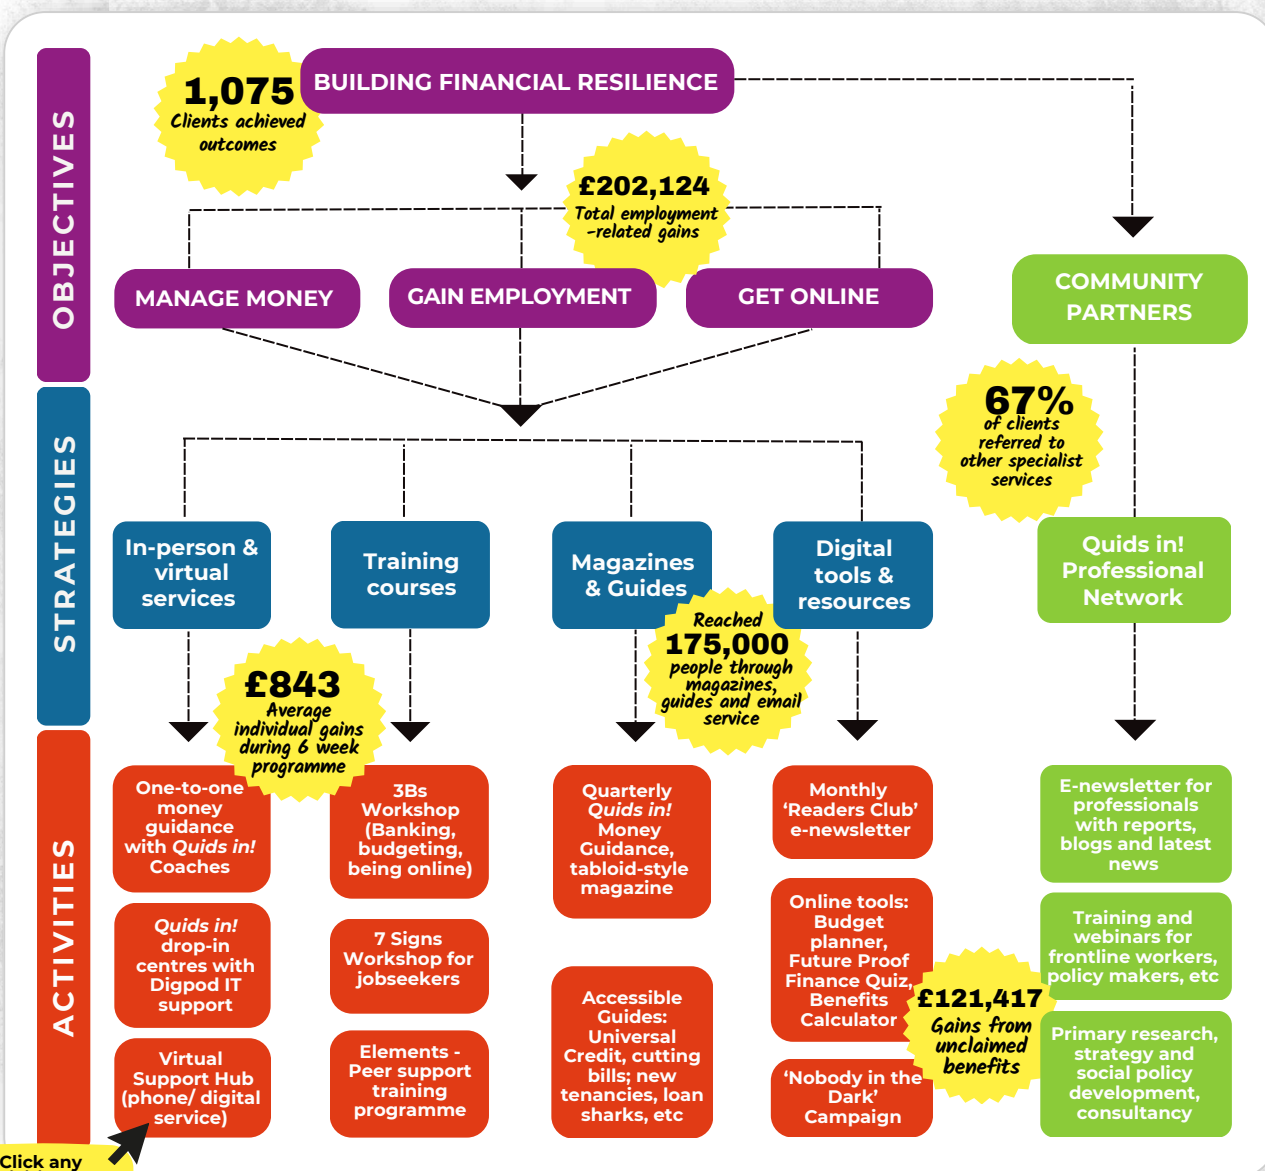 OBJECTIVES
1,075
Clients achieved
outcomes
BUILDING FINANCIAL RESILIENCE
£202,124
Total employment
-related gains
MANAGE MONEY
GAIN EMPLOYMENT
GET ONLINE
COMMUNITY
PARTNERS
67%
of clients
referred to
other specialist
services
STRATEGIES
In-person &
virtual
services
Training
courses
Magazines
& Guides
Digital
tools &
resources
Quids in!
Professional
Network
£843
Average
individual gains
during 6 week
programme
Reached
175,000
people through
magazines,
guides and email
service
ACTIVITIES
One-to-one
money
guidance
with Quids in!
Coaches
Quids in!
drop-in
centres with
Digpod IT
support
Virtual
Support Hub
(phone/ digital
service)
3Bs
Workshop
(Banking,
budgeting,
being online)
7 Signs
Workshop for
jobseekers
Elements -
Peer support
training
programme
Quarterly
Quids in!
Money
Guidance,
tabloid-style
magazine
Accessible
Guides:
Universal
Credit, cutting
bills; new
tenancies, loan
sharks, etc
Monthly
‘Readers Club’
e-newsletter
Online tools:
Budget
planner,
Future Proof
Finance Quiz,
Benefits
Calculator
‘Nobody in the
Dark’
Campaign
£121,417
Gains from
unclaimed
benefits
E-newsletter for
professionals
with reports,
blogs and latest
news
Training and
webinars for
frontline workers,
policy makers, etc
Primary research,
strategy and
social policy
development,
consultancy
Click any